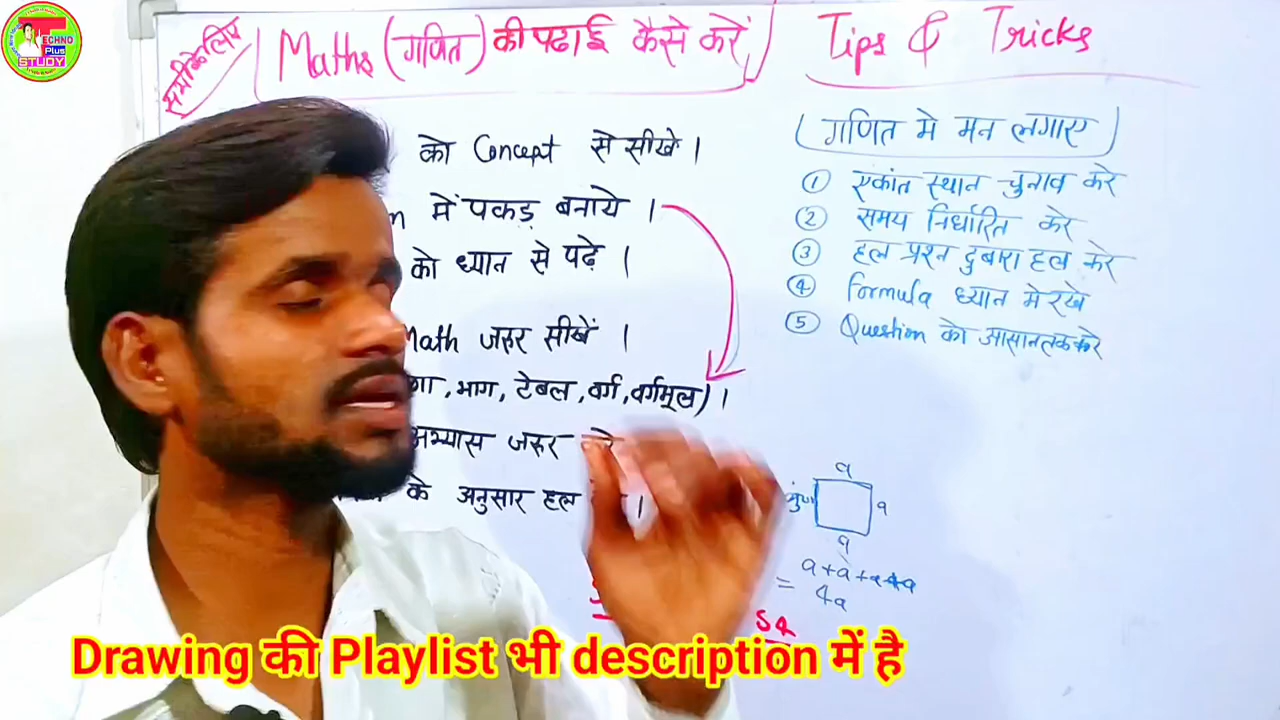 TECHNO
Plus
STUDY
सभी के लिए
Maths (गणित) की पढाई कैसे करें
Tips & Tricks
को Concept से सीखे।
में पकड़ बनाये।
को ध्यान से पढ़े।
Math जरुर सीखें।
भाग, टेबल, वर्ग, वर्गमूल)।
अभ्यास जरुर
के अनुसार हल
(गणित मे मन लगाए)
① एकांत स्थान चुनाव करे
② समय निर्धारित करे
③ हल प्रश्न दुबारा हल करे
④ Formula ध्यान मे रखे
⑤ Question को आसान तक करे
a
a
a
= a+a+a+a
4a
Drawing की Playlist भी description में है